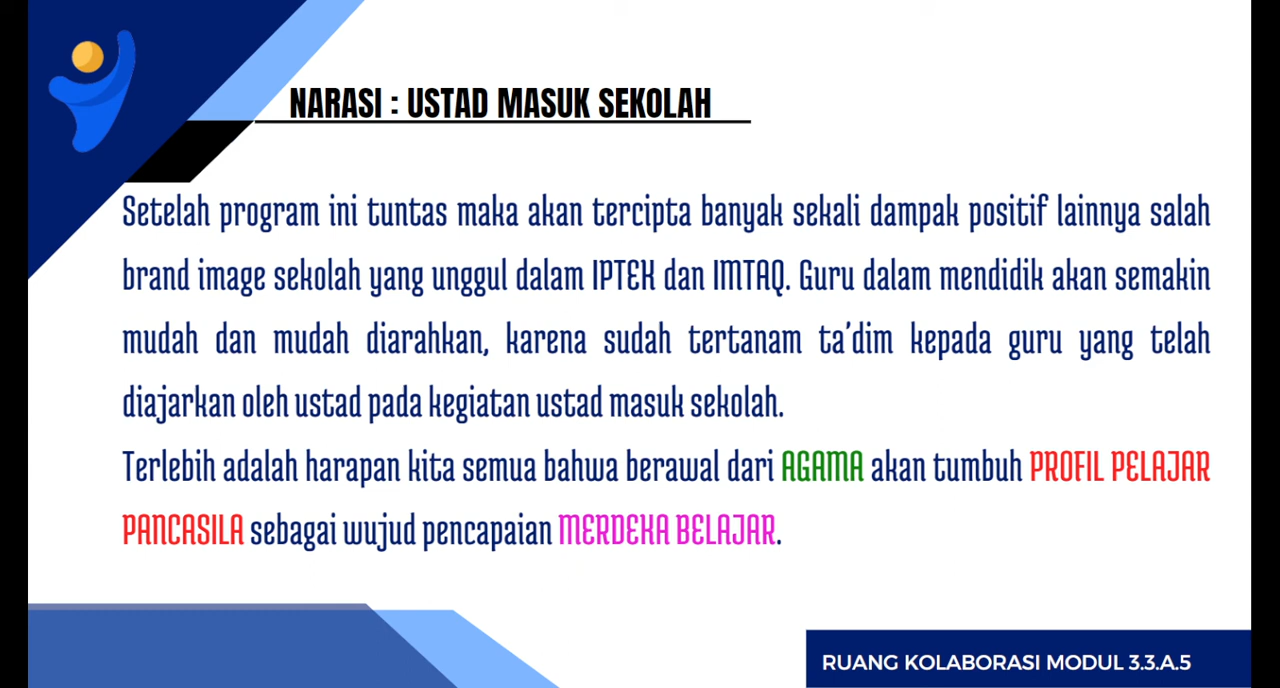 NARASI : USTAD MASUK SEKOLAH
Setelah program ini tuntas maka akan tercipta banyak sekali dampak positif lainnya salah
brand image sekolah yang unggul dalam IPTEK dan IMTAQ. Guru dalam mendidik akan semakin
mudah dan mudah diarahkan, karena sudah tertanam ta'dim kepada guru yang telah
diajarkan oleh ustad pada kegiatan ustad masuk sekolah.
Terlebih adalah harapan kita semua bahwa berawal dari AGAMA akan tumbuh PROFIL PELAJAR
PANCASILA sebagai wujud pencapaian MERDEKA BELAJAR.
RUANG KOLABORASI MODUL 3.3.A.5